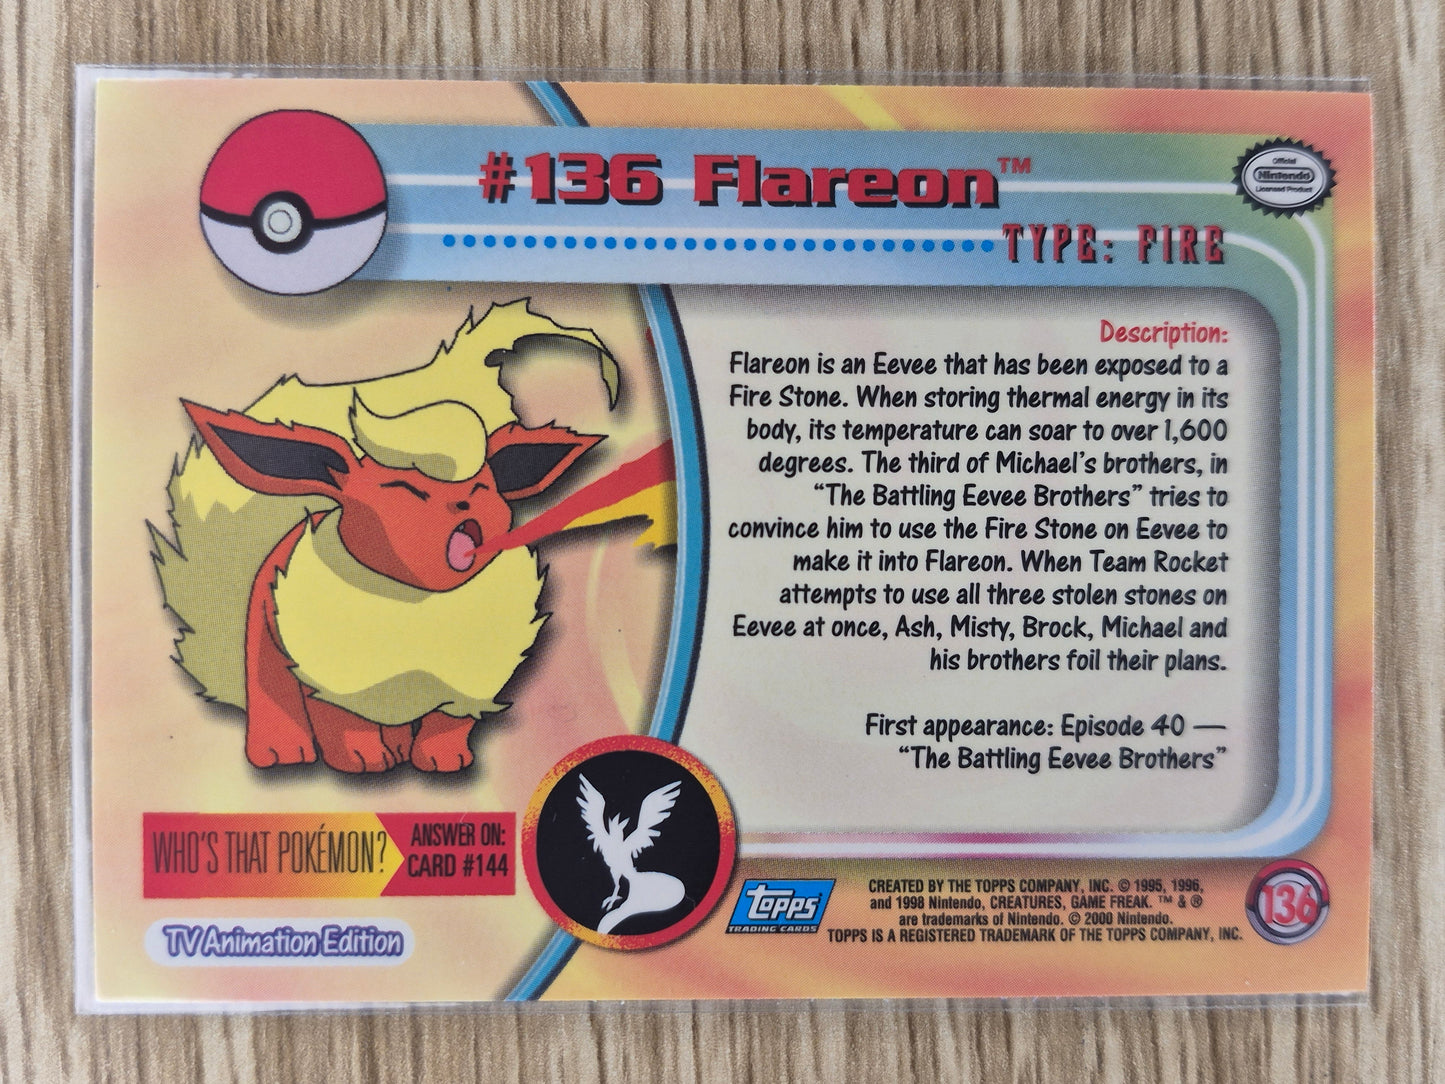 #136 Flareon™
Official
Nintendo
Licensed Product
TYPE: FIRE
Description:
Flareon is an Eevee that has been exposed to a
Fire Stone. When storing thermal energy in its
body, its temperature can soar to over 1,600
degrees. The third of Michael's brothers, in
“The Battling Eevee Brothers” tries to
convince him to use the Fire Stone on Eevee to
make it into Flareon. When Team Rocket
attempts to use all three stolen stones on
Eevee at once, Ash, Misty, Brock, Michael and
his brothers foil their plans.
First appearance: Episode 40 —
“The Battling Eevee Brothers”
WHO'S THAT POKÉMON?
ANSWER ON:
CARD #144
TV Animation Edition
topps
TRADING CARDS
CREATED BY THE TOPPS COMPANY, INC. © 1995, 1996,
and 1998 Nintendo, CREATURES, GAME FREAK. ™ & ®
are trademarks of Nintendo. © 2000 Nintendo.
TOPPS IS A REGISTERED TRADEMARK OF THE TOPPS COMPANY, INC.
136